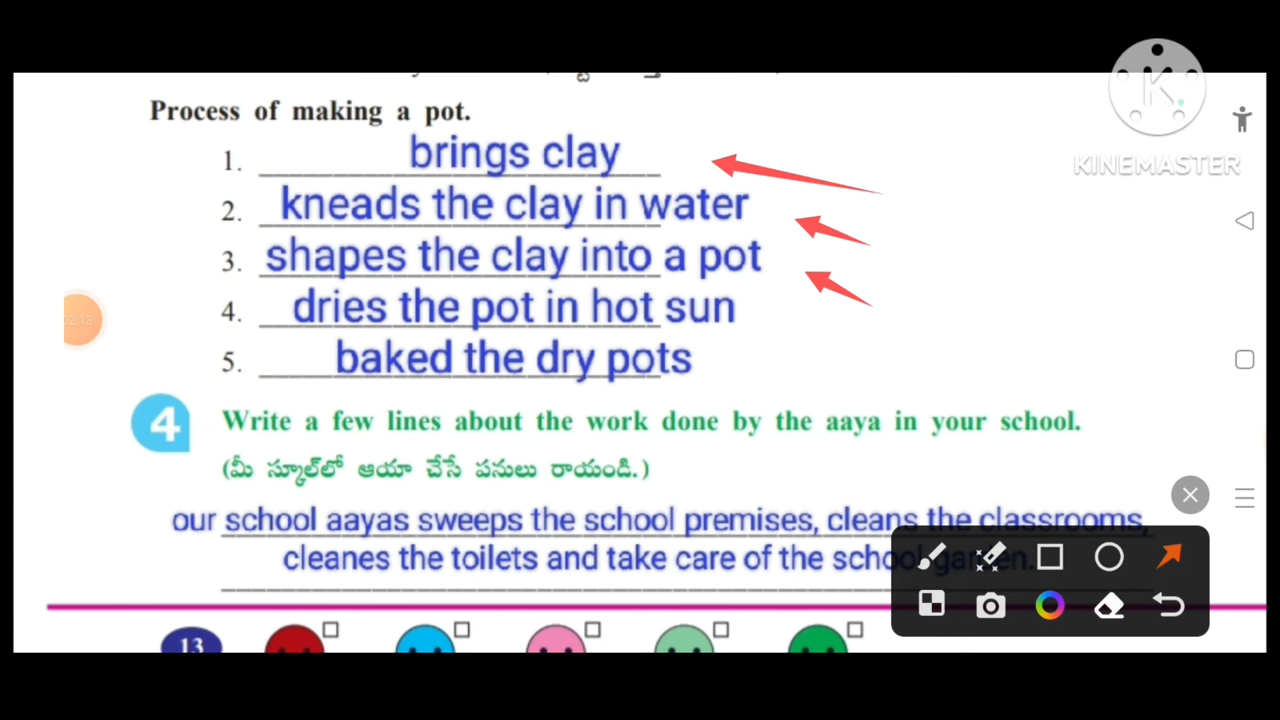 Process of making a pot.
1. brings clay
2. kneads the clay in water
3. shapes the clay into a pot
4. dries the pot in hot sun
5. baked the dry pots
4 Write a few lines about the work done by the aaya in your school.
(మీ స్కూల్‌లో ఆయా చేసే పనులు రాయండి.)
our school aayas sweeps the school premises, cleans the classrooms,
cleanes the toilets and take care of the school garden.
13
KINEMASTER
02:13